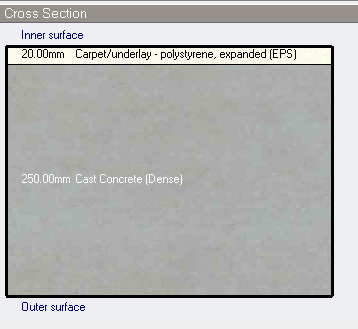 Cross Section
Inner surface
20.00mm Carpet/underlay - polystyrene, expanded (EPS)
250.00mm Cast Concrete (Dense)
Outer surface